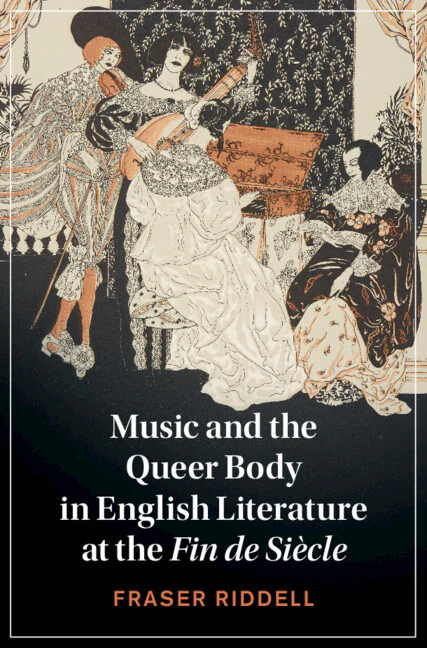 Music and the
Queer Body
in English Literature
at the Fin de Siècle
FRASER RIDDELL